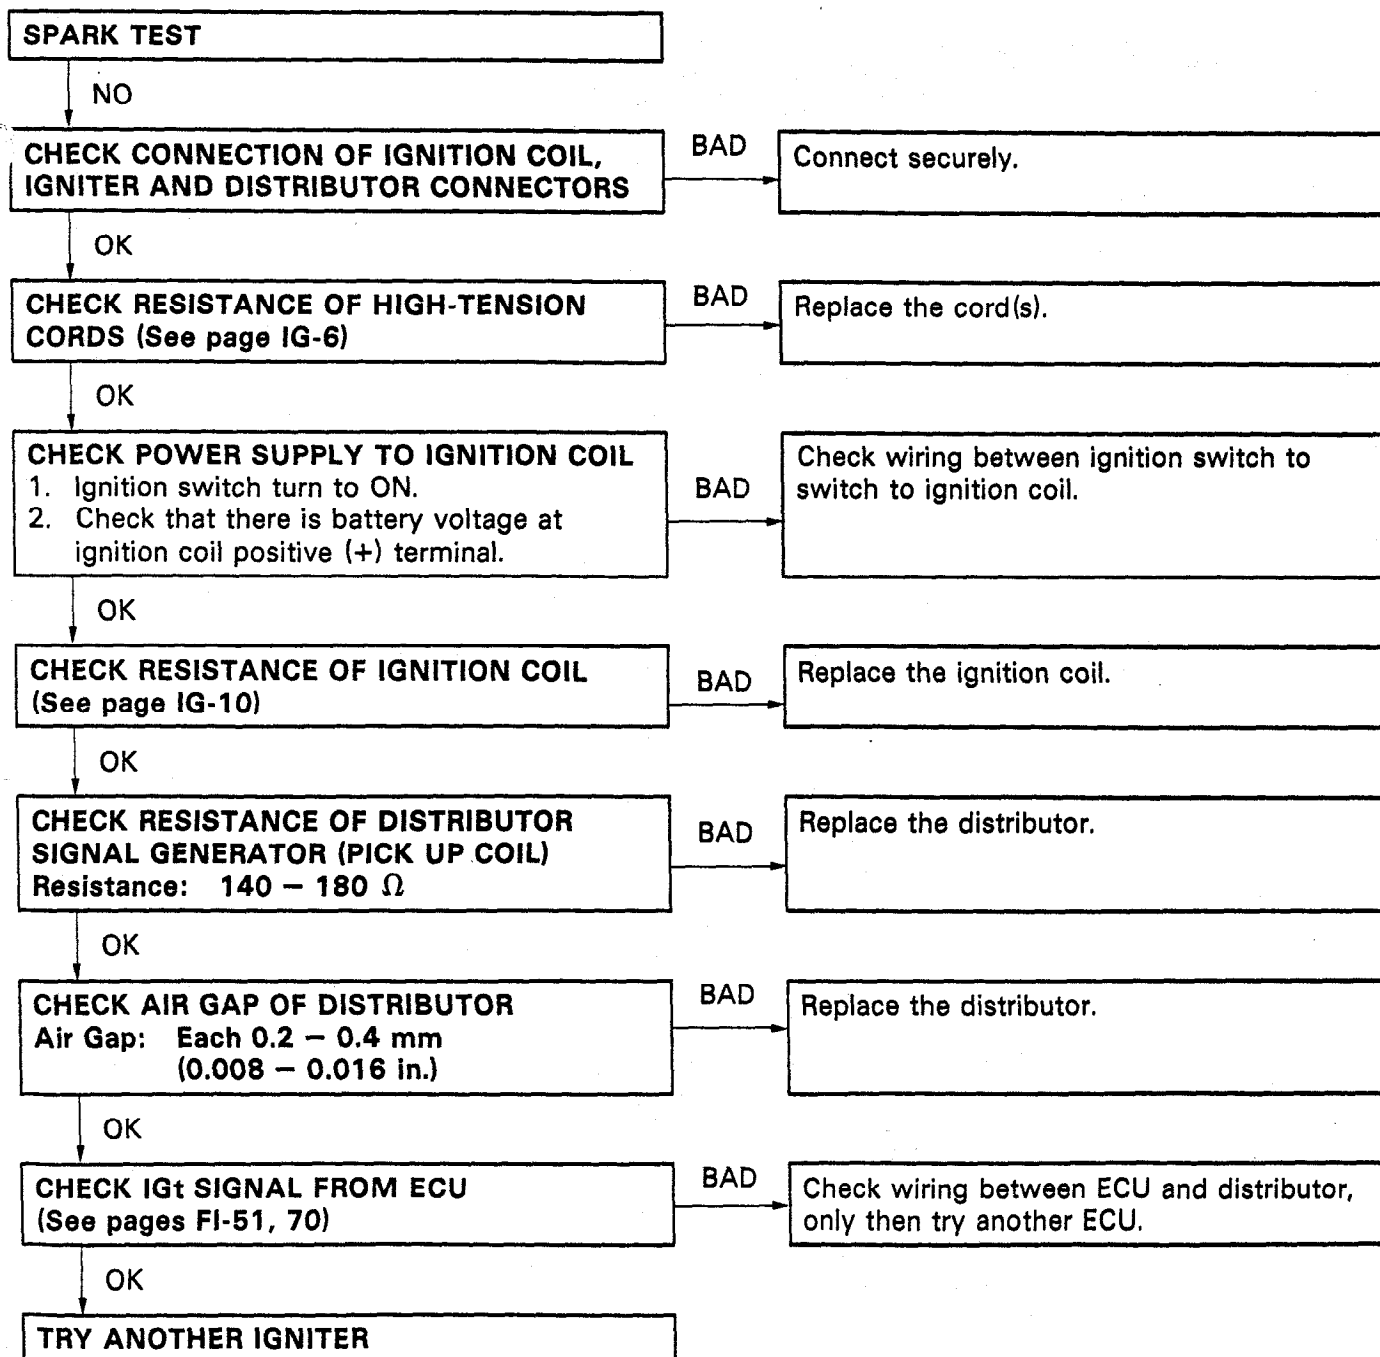 SPARK TEST
NO
CHECK CONNECTION OF IGNITION COIL,
IGNITER AND DISTRIBUTOR CONNECTORS
BAD
Connect securely.
OK
CHECK RESISTANCE OF HIGH-TENSION
CORDS (See page IG-6)
BAD
Replace the cord(s).
OK
CHECK POWER SUPPLY TO IGNITION COIL
1. Ignition switch turn to ON.
2. Check that there is battery voltage at
ignition coil positive (+) terminal.
BAD
Check wiring between ignition switch to
switch to ignition coil.
OK
CHECK RESISTANCE OF IGNITION COIL
(See page IG-10)
BAD
Replace the ignition coil.
OK
CHECK RESISTANCE OF DISTRIBUTOR
SIGNAL GENERATOR (PICK UP COIL)
Resistance: 140 – 180 Ω
BAD
Replace the distributor.
OK
CHECK AIR GAP OF DISTRIBUTOR
Air Gap: Each 0.2 – 0.4 mm
(0.008 – 0.016 in.)
BAD
Replace the distributor.
OK
CHECK IGt SIGNAL FROM ECU
(See pages FI-51, 70)
BAD
Check wiring between ECU and distributor,
only then try another ECU.
OK
TRY ANOTHER IGNITER